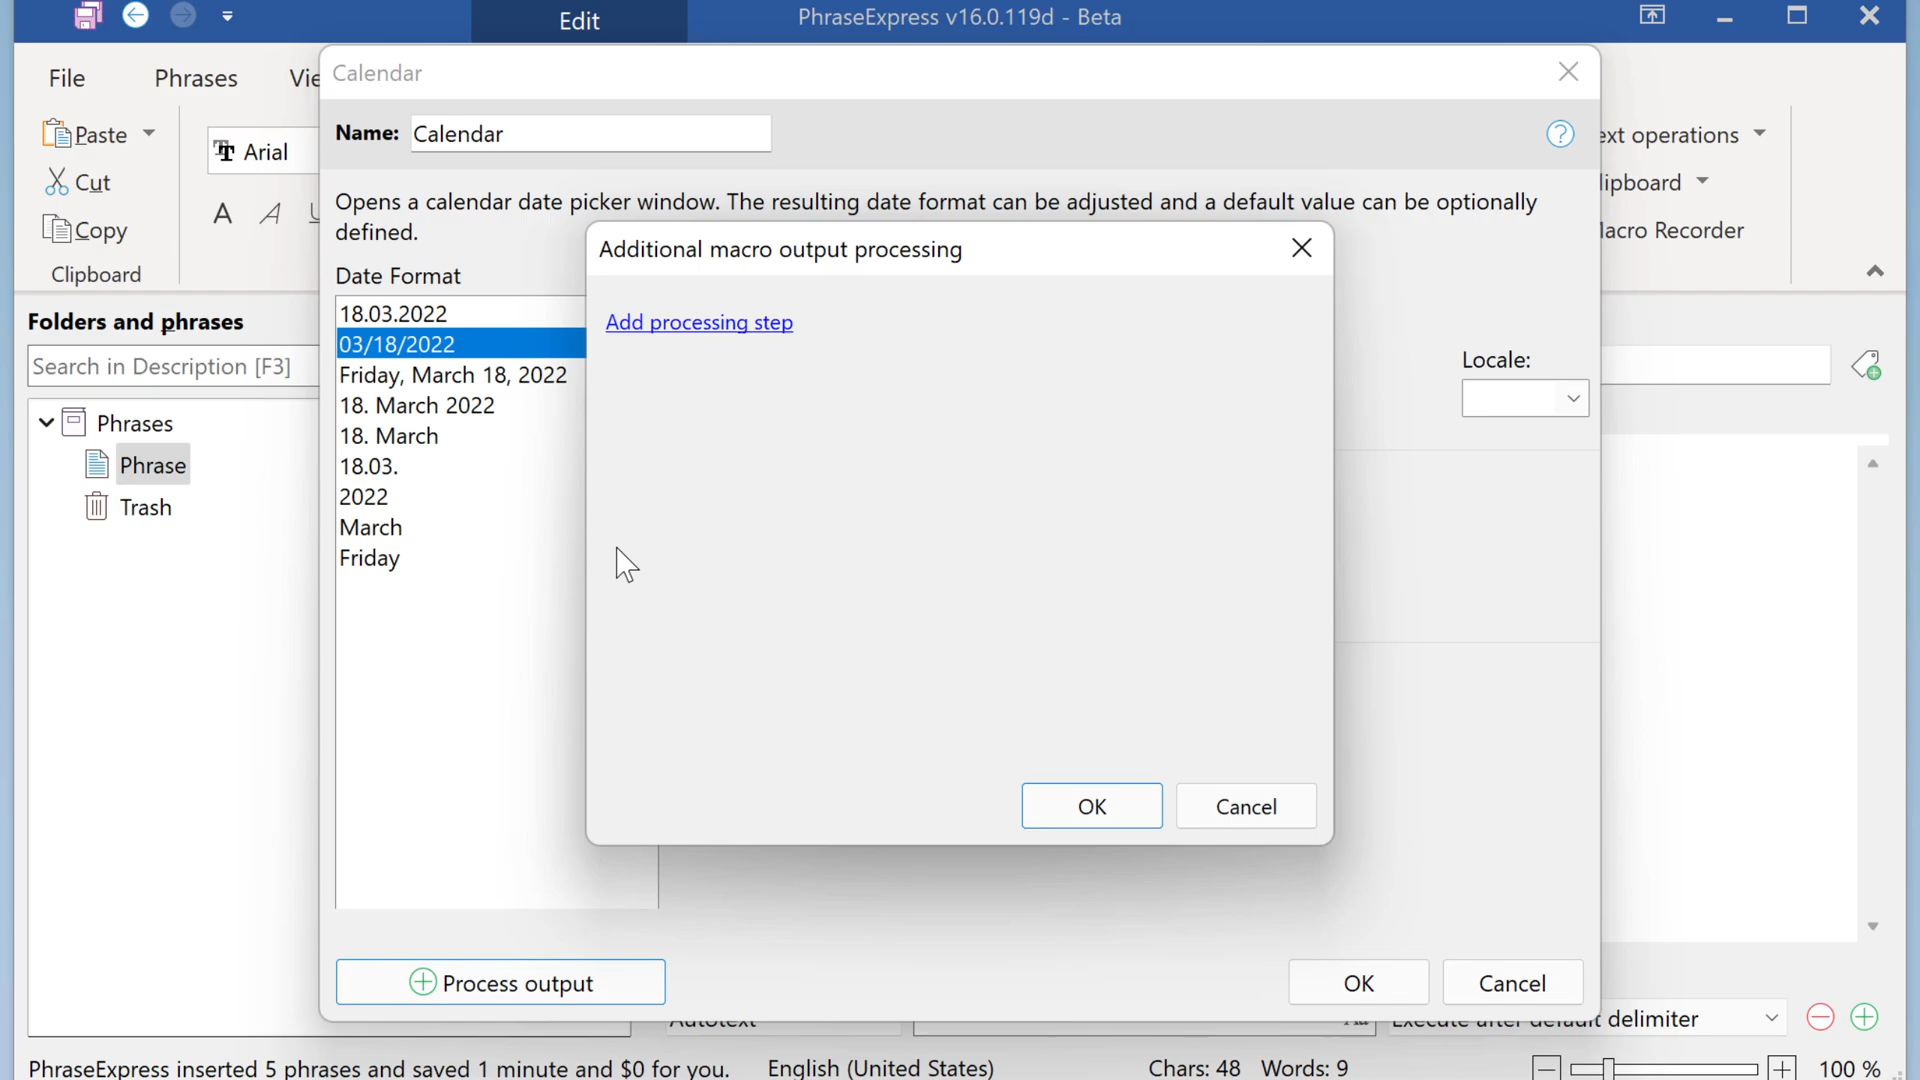 Edit
PhraseExpress v16.0.119d - Beta
File
Phrases
Vie
Calendar
Paste
Cut
Copy
Clipboard
Arial
A A U
Name: Calendar
ext operations
lipboard
acro Recorder
Opens a calendar date picker window. The resulting date format can be adjusted and a default value can be optionally
defined.
Date Format
18.03.2022
03/18/2022
Friday, March 18, 2022
18. March 2022
18. March
18.03.
2022
March
Friday
Additional macro output processing
Add processing step
OK
Cancel
Locale:
Folders and phrases
Search in Description [F3]
Phrases
Phrase
Trash
Process output
OK
Cancel
Autotext
Execute after default delimiter
PhraseExpress inserted 5 phrases and saved 1 minute and $0 for you.
English (United States)
Chars: 48 Words: 9
100 %